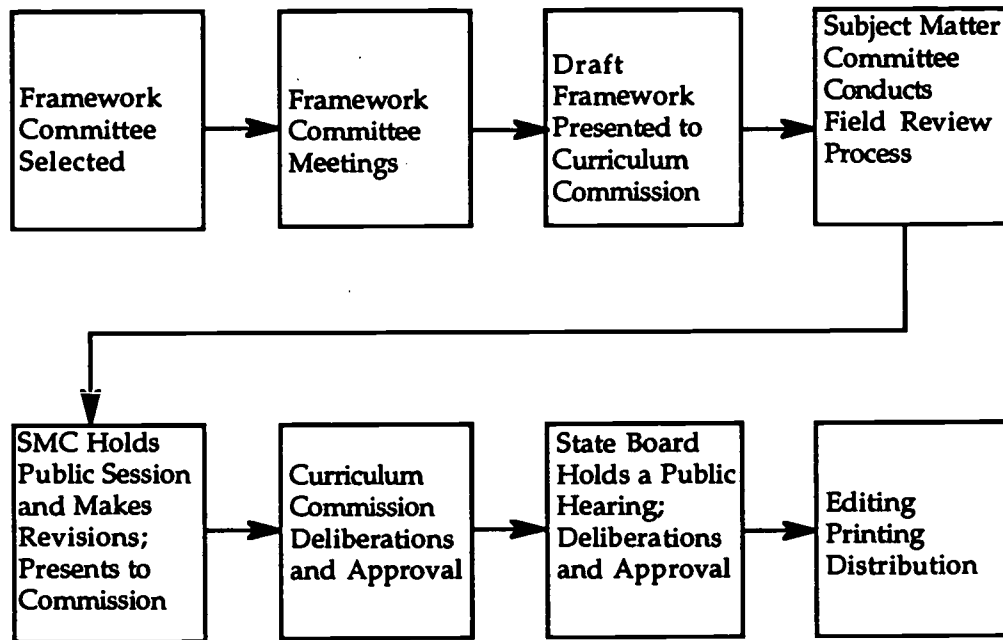 Framework
Committee
Selected
Framework
Committee
Meetings
Draft
Framework
Presented to
Curriculum
Commission
Subject Matter
Committee
Conducts
Field Review
Process
SMC Holds
Public Session
and Makes
Revisions;
Presents to
Commission
Curriculum
Commission
Deliberations
and Approval
State Board
Holds a Public
Hearing;
Deliberations
and Approval
Editing
Printing
Distribution